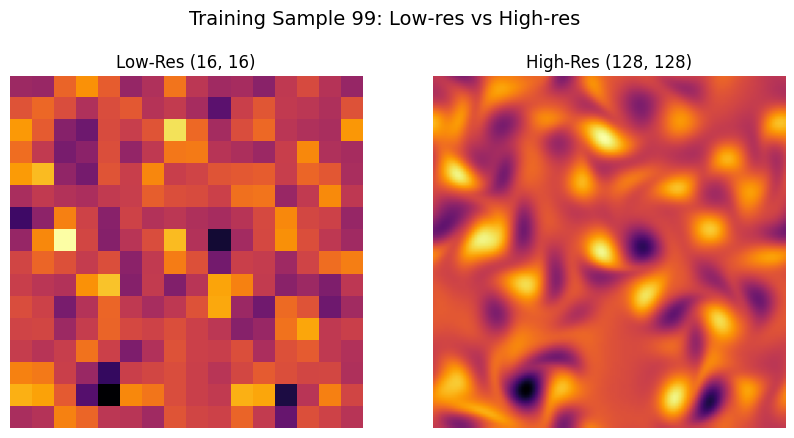 Training Sample 99: Low-res vs High-res
Low-Res (16, 16)
High-Res (128, 128)